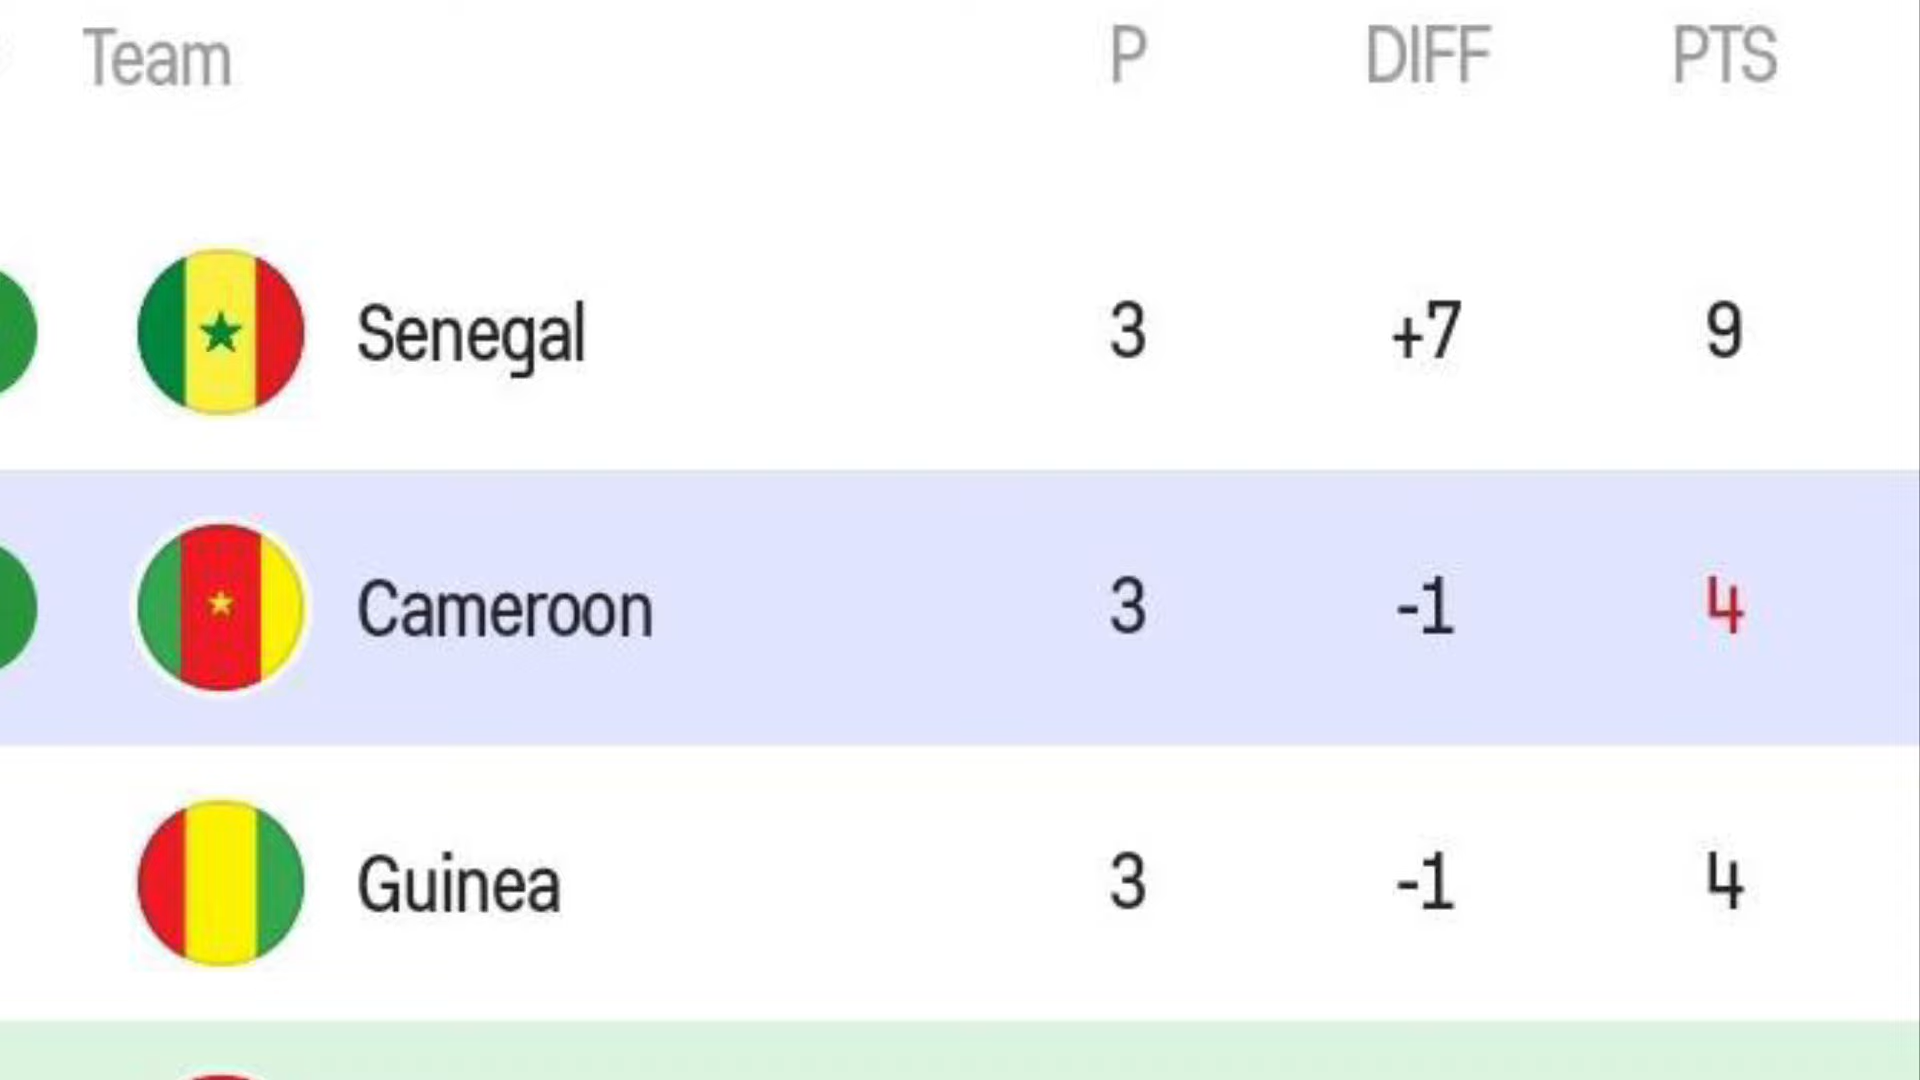 Team P DIFF PTS
Senegal 3 +7 9
Cameroon 3 -1 4
Guinea 3 -1 4